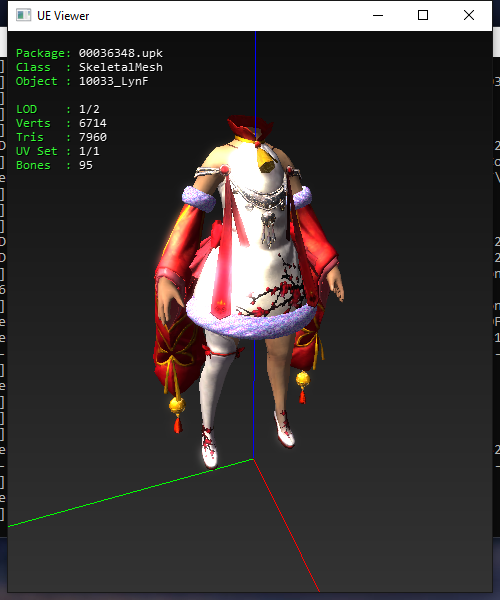 UE Viewer
Package: 00036348.upk
Class : SkeletalMesh
Object : 10033_LynF
LOD : 1/2
Verts : 6714
Tris : 7960
UV Set : 1/1
Bones : 95